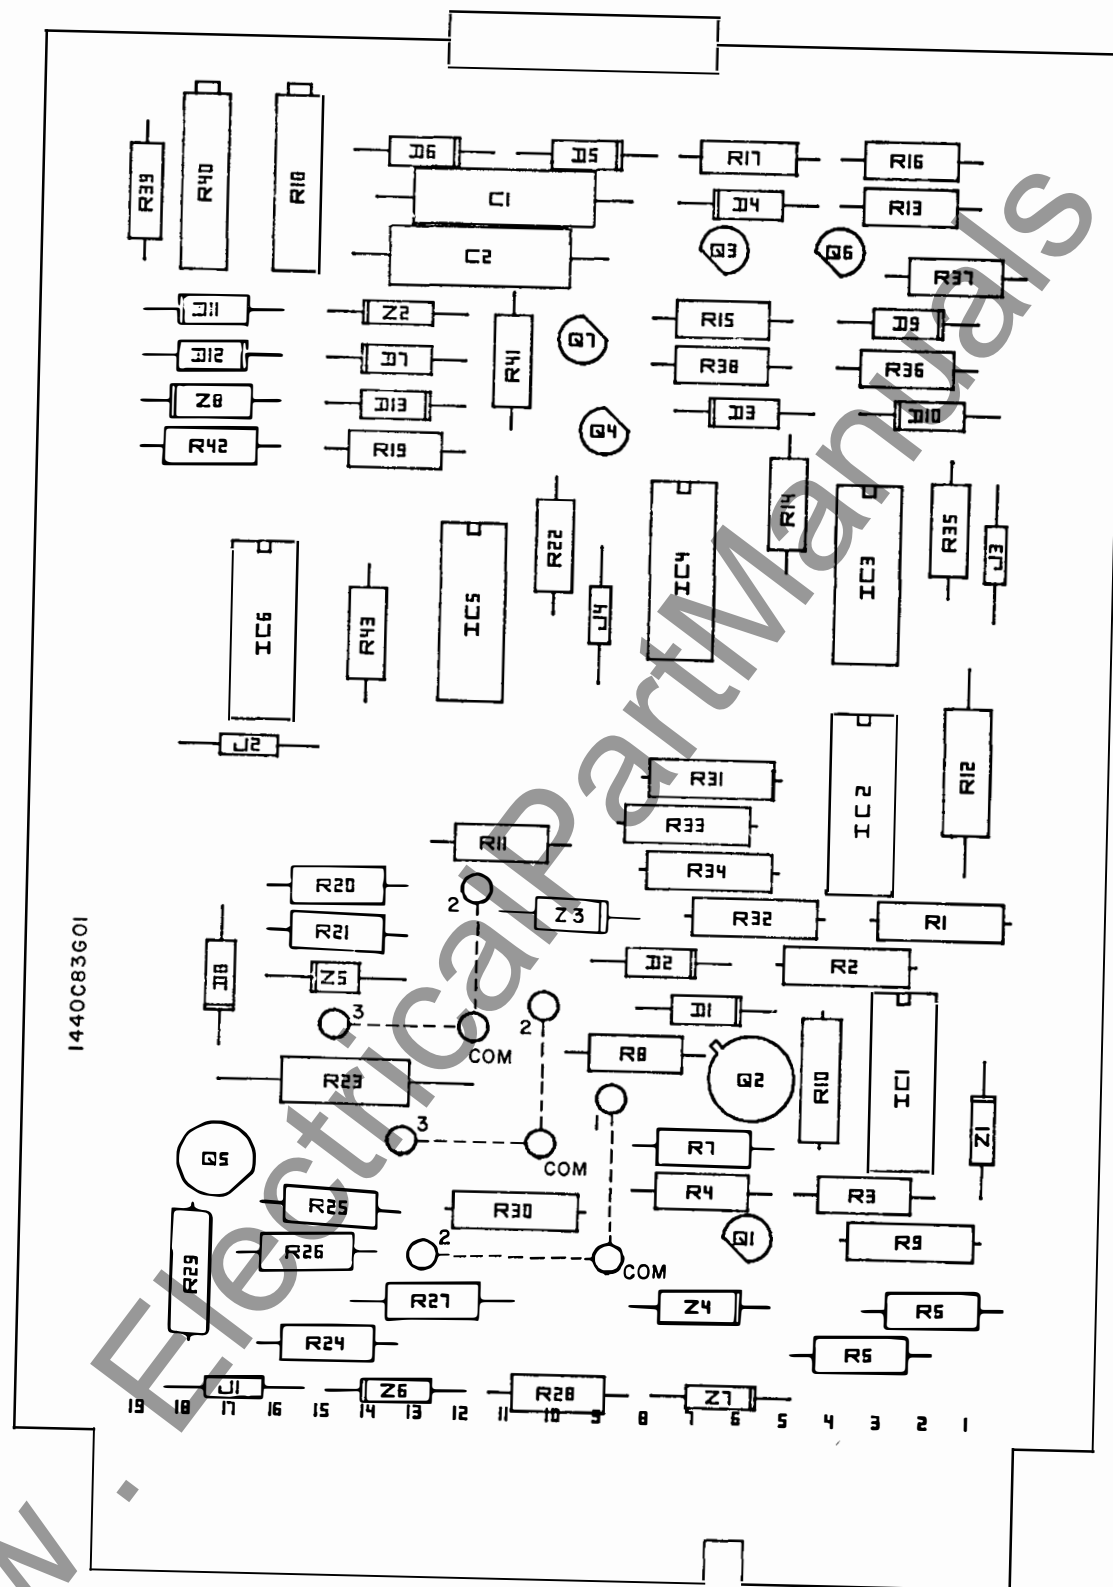 D6
D5
R17
R16
R39
R40
R18
C1
D4
R13
C2
Q3
Q6
R37
D11
Z2
R15
D9
R41
Q7
D12
D7
R38
R36
Z8
D13
D3
D10
R42
R19
Q4
R14
R22
R35
J3
IC4
IC3
IC6
R43
IC5
J4
J2
R31
R12
IC2
R33
R11
R34
R20
2
Z3
R32
R1
R21
1440C83G01
D8
Z5
D2
R2
3
COM
2
D1
R23
R8
Q2
R10
IC1
1
3
COM
R7
Z1
Q5
R25
R30
R4
R3
2
R26
COM
Q1
R9
R29
R27
Z4
R5
R24
R5
J1
Z6
R28
Z7
19 18 17 16 15 14 13 12 11 10 9 8 7 6 5 4 3 2 1
w.ElectricalPartManuals